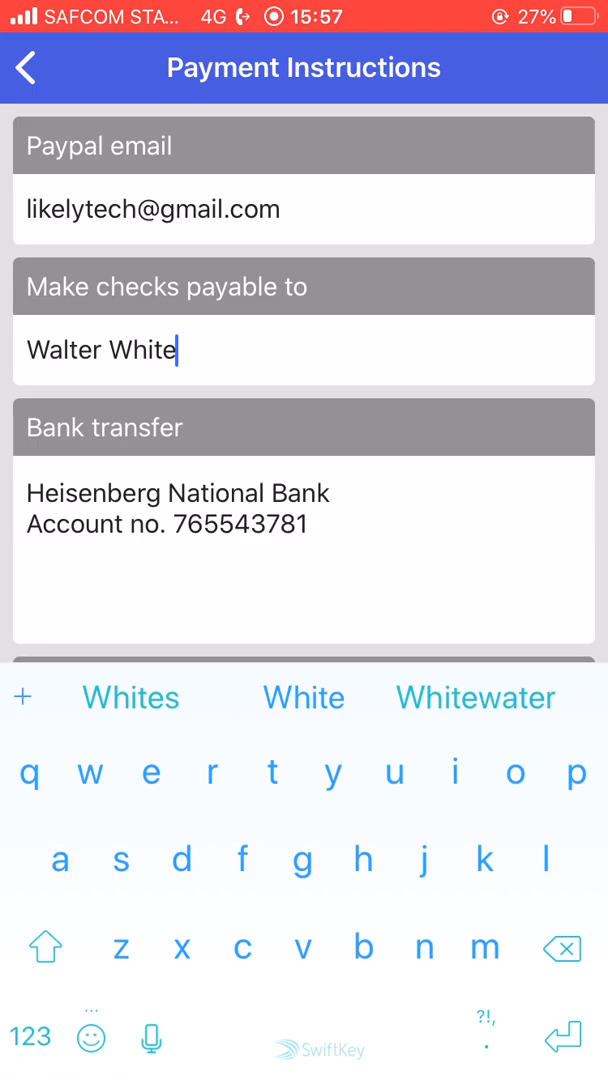 SAFCOM STA... 4G 15:57 27%
Payment Instructions
Paypal email
likelytech@gmail.com
Make checks payable to
Walter White
Bank transfer
Heisenberg National Bank
Account no. 765543781
+ Whites White Whitewater
q w e r t y u i o p
a s d f g h j k l
z x c v b n m
... ?!,
123 SwiftKey .